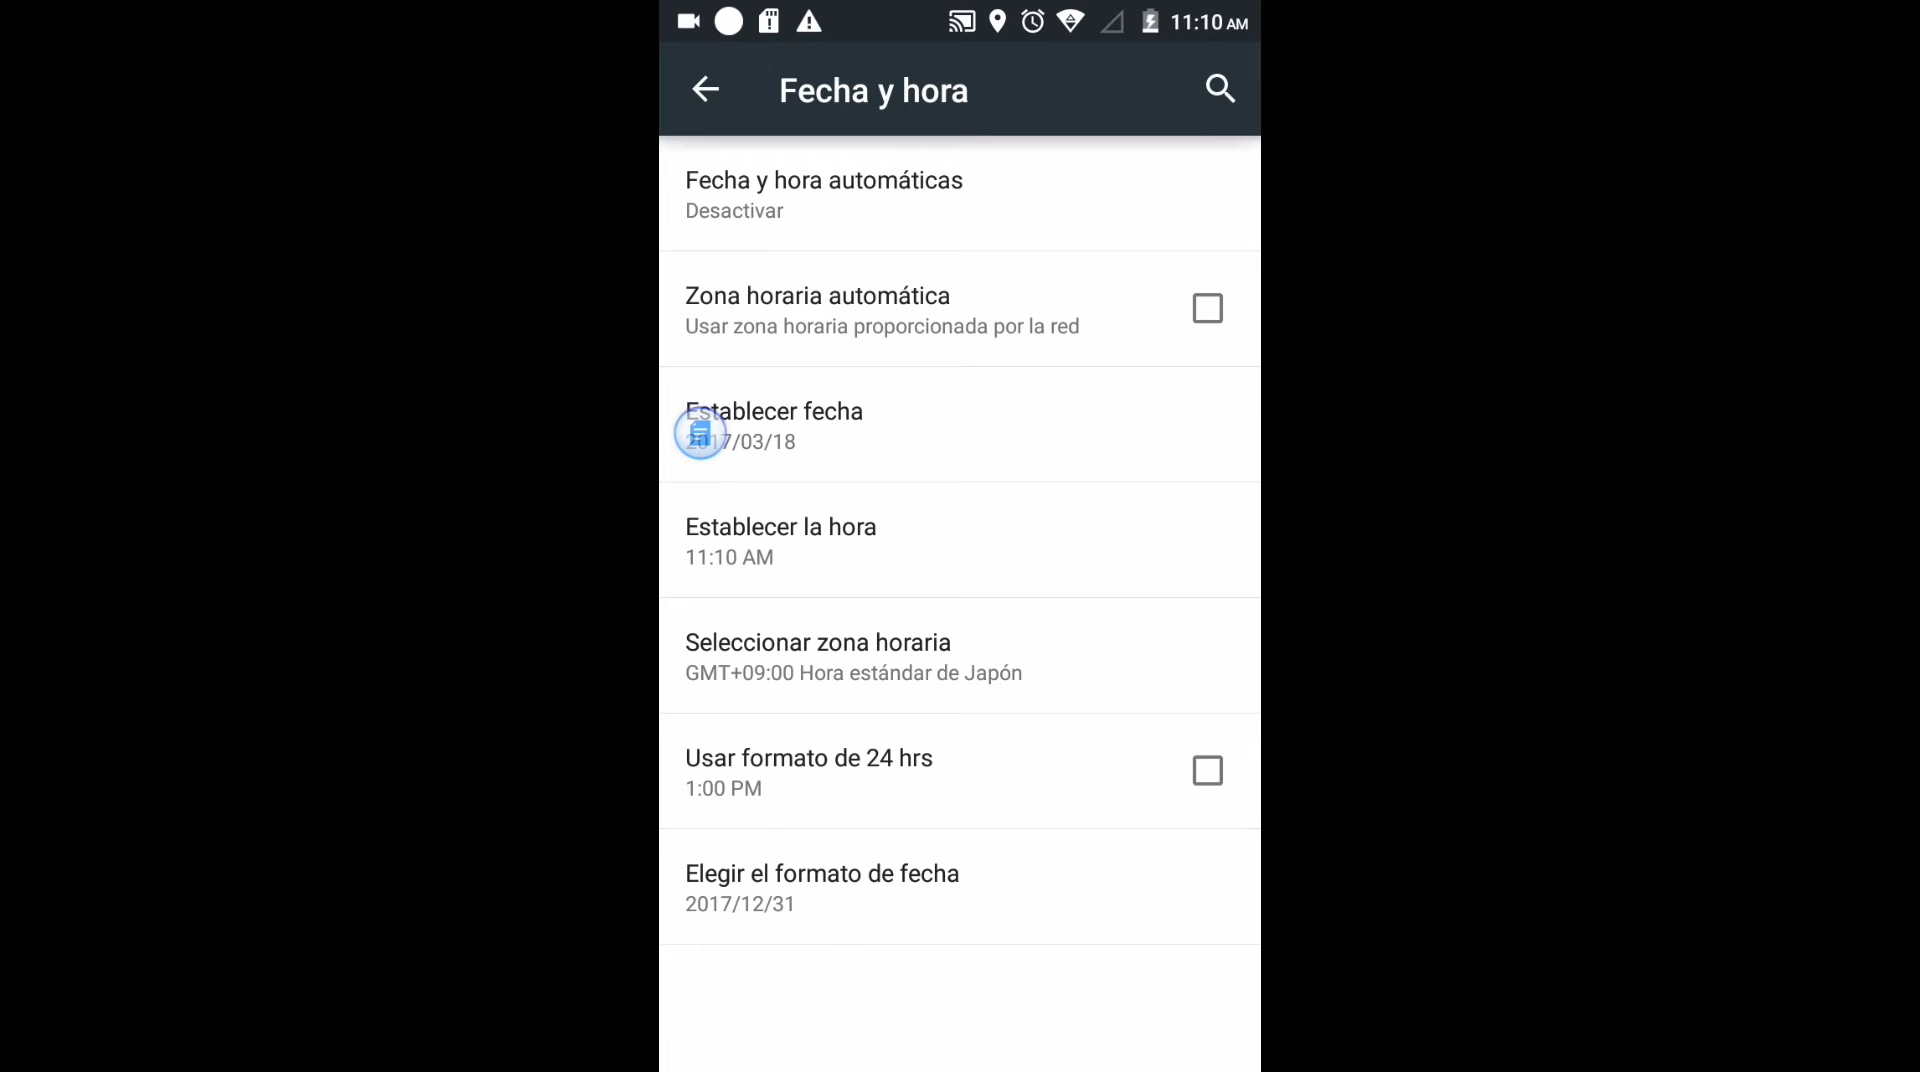 11:10 AM
Fecha y hora
Fecha y hora automáticas
Desactivar
Zona horaria automática
Usar zona horaria proporcionada por la red
Establecer fecha
2017/03/18
Establecer la hora
11:10 AM
Seleccionar zona horaria
GMT+09:00 Hora estándar de Japón
Usar formato de 24 hrs
1:00 PM
Elegir el formato de fecha
2017/12/31